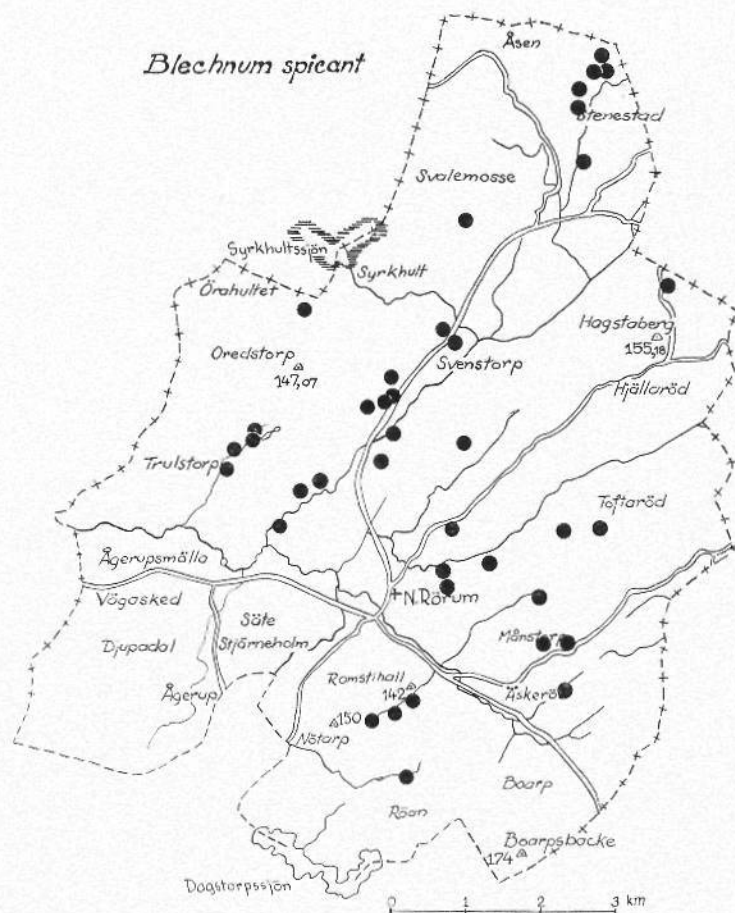 Blechnum spicant
Åsen
Stenestad
Svalemosse
Syrkhultssjön
Syrkhult
Örahultet
Hagstaberg
155,18
Oredstorp
147,07
Svenstorp
Hjällaröd
Trulstorp
Toftaröd
Ågerupsmölla
Vögasked
N. Rörum
Säte
Stjärneholm
Djupadal
Månstorp
Ågerup
Romstihall
142
Äskeröd
150
Nötarp
Boarp
Röan
Boarpsbacke
174
Dagstorpssjön
0 1 2 3 km